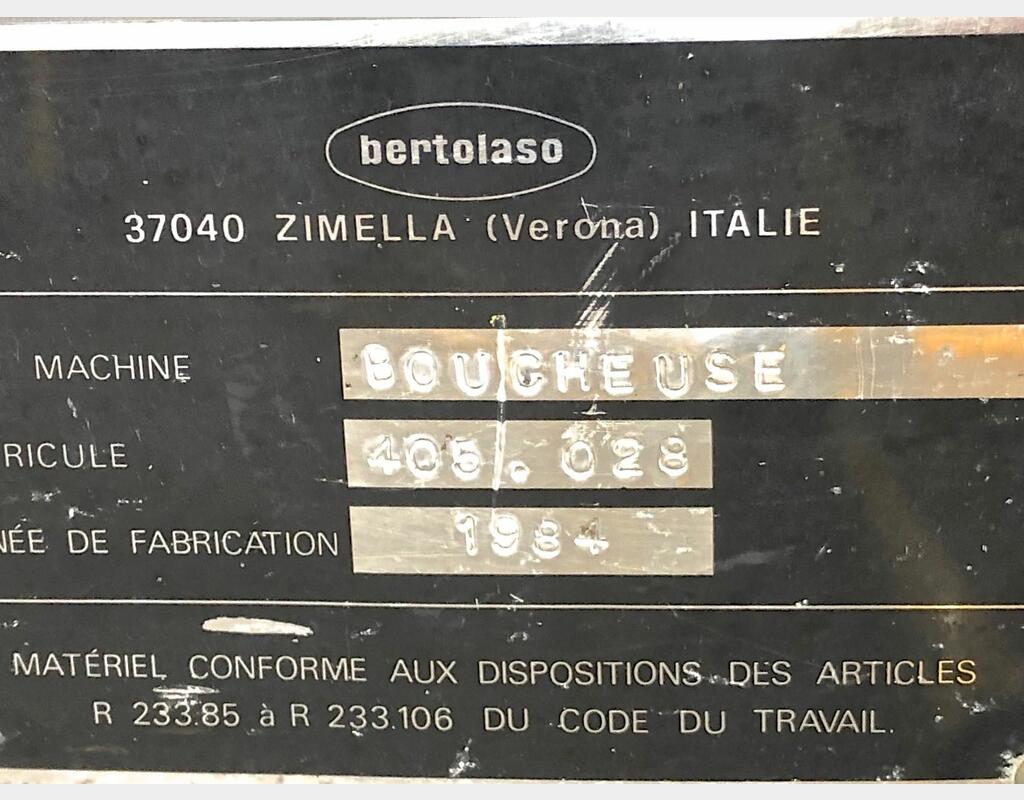 bertolaso
37040 ZIMELLA (Verona) ITALIE
MACHINE BOUCHEUSE
RICULE 405.028
NÉE DE FABRICATION 1984
MATÉRIEL CONFORME AUX DISPOSITIONS DES ARTICLES
R 233.85 à R 233.106 DU CODE DU TRAVAIL.